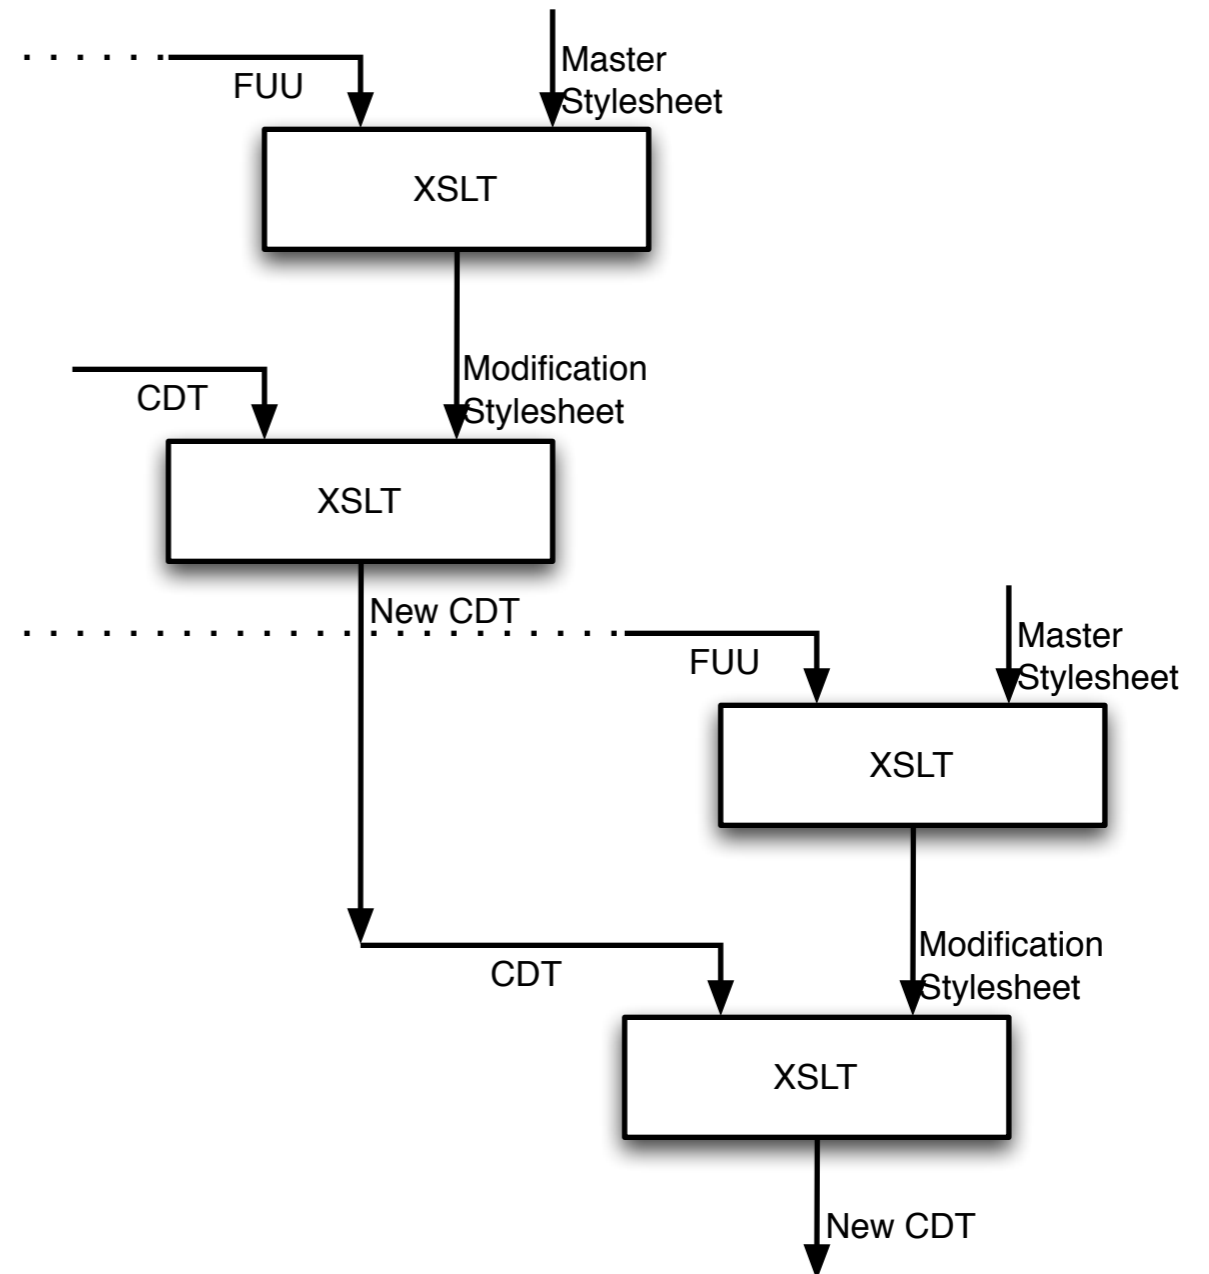 Master
Stylesheet
FUU
XSLT
Modification
Stylesheet
CDT
XSLT
New CDT
Master
Stylesheet
FUU
XSLT
Modification
Stylesheet
CDT
XSLT
New CDT